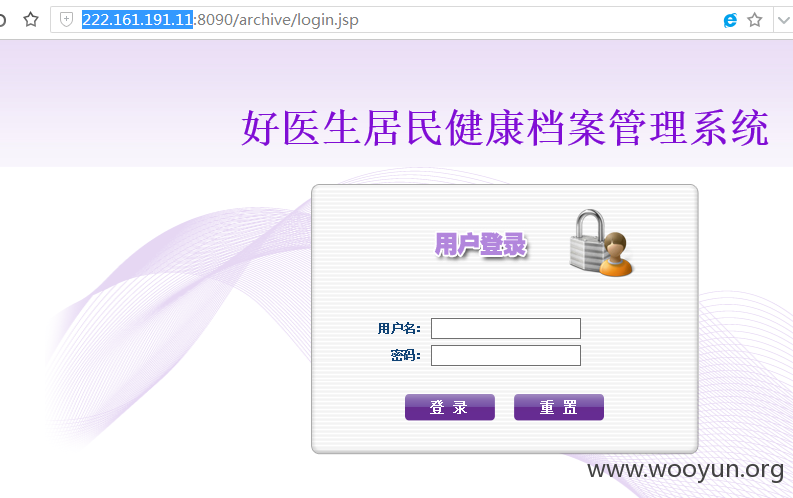 222.161.191.11:8090/archive/login.jsp
好医生居民健康档案管理系统
用户登录
用户名：
密码：
登 录 重 置
www.wooyun.org